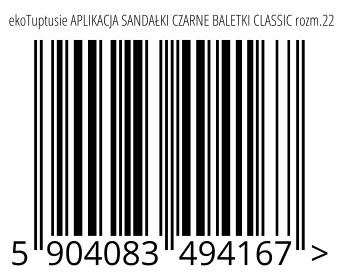 ekoTuptusie APLIKACJA SANDAŁKI CZARNE BALETKI CLASSIC rozm.22
5 904083 494167 >